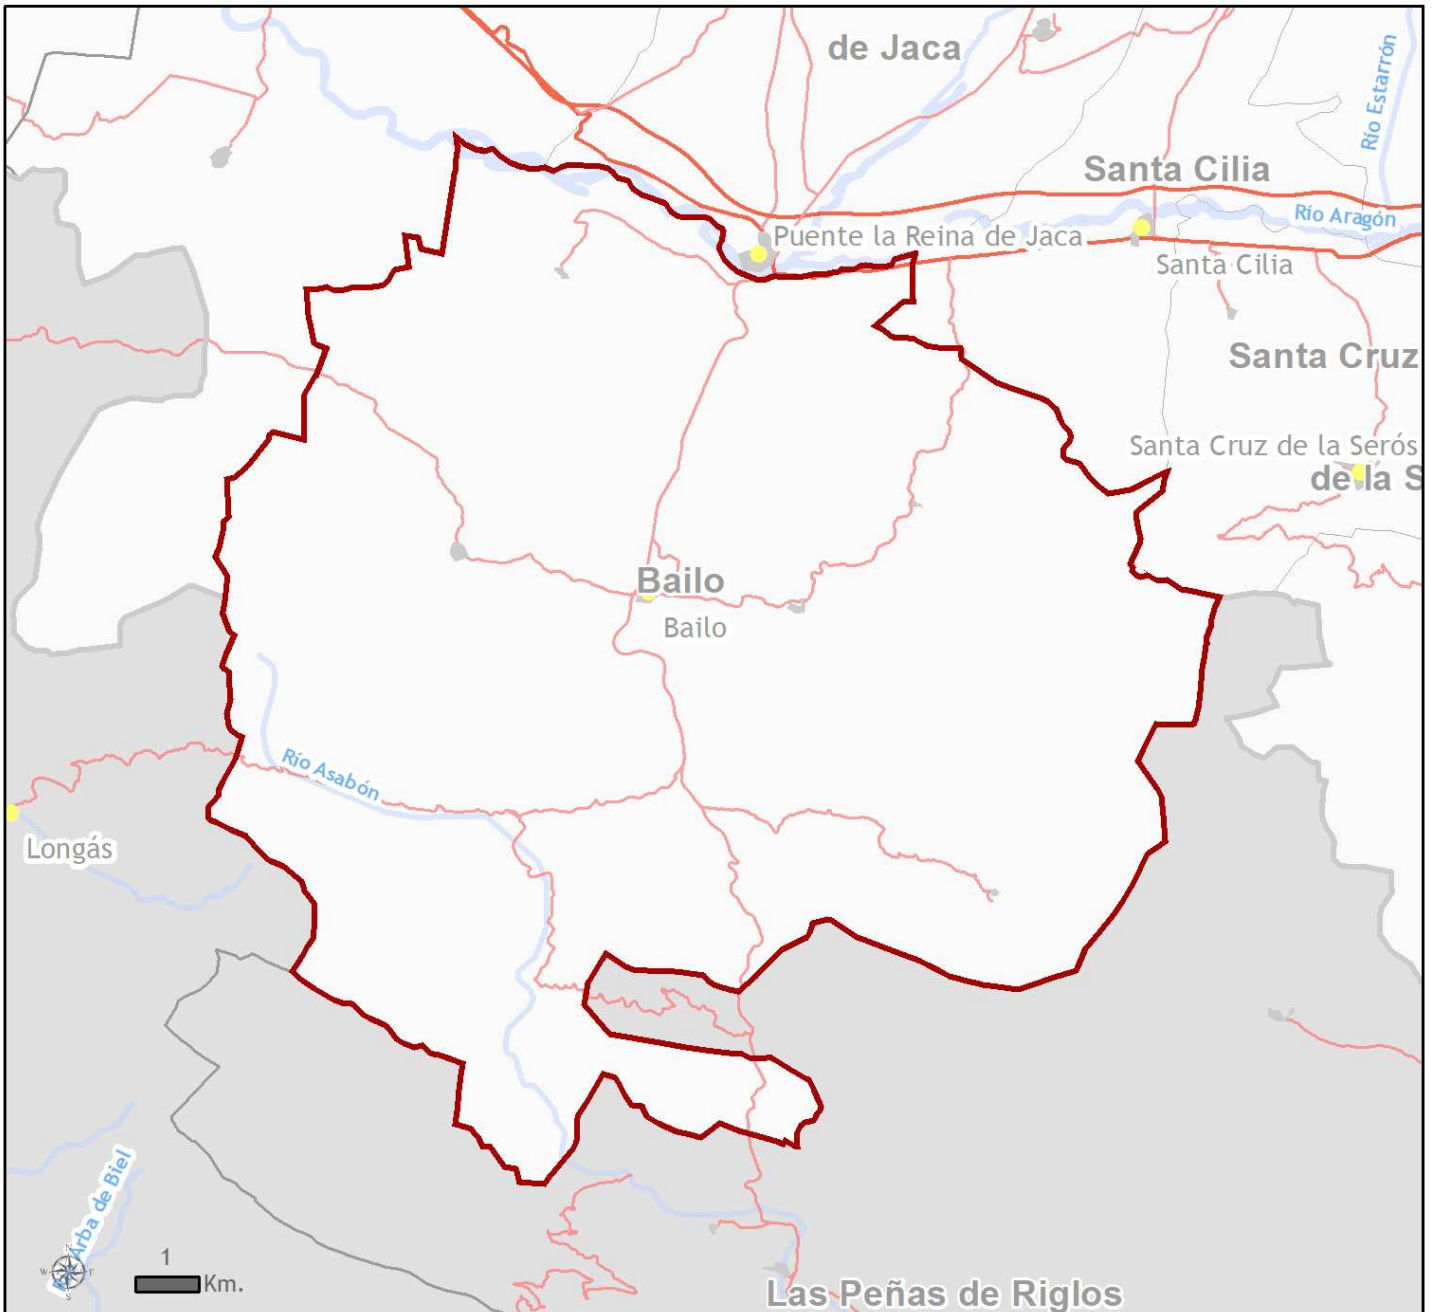 de Jaca
Río Estarrón
Santa Cilia
Río Aragón
Puente la Reina de Jaca
Santa Cilia
Santa Cruz
Santa Cruz de la Serós
de la S
Bailo
Bailo
Río Asabón
Longás
Arba de Biel
N
W
E
S
1
Km.
Las Peñas de Riglos